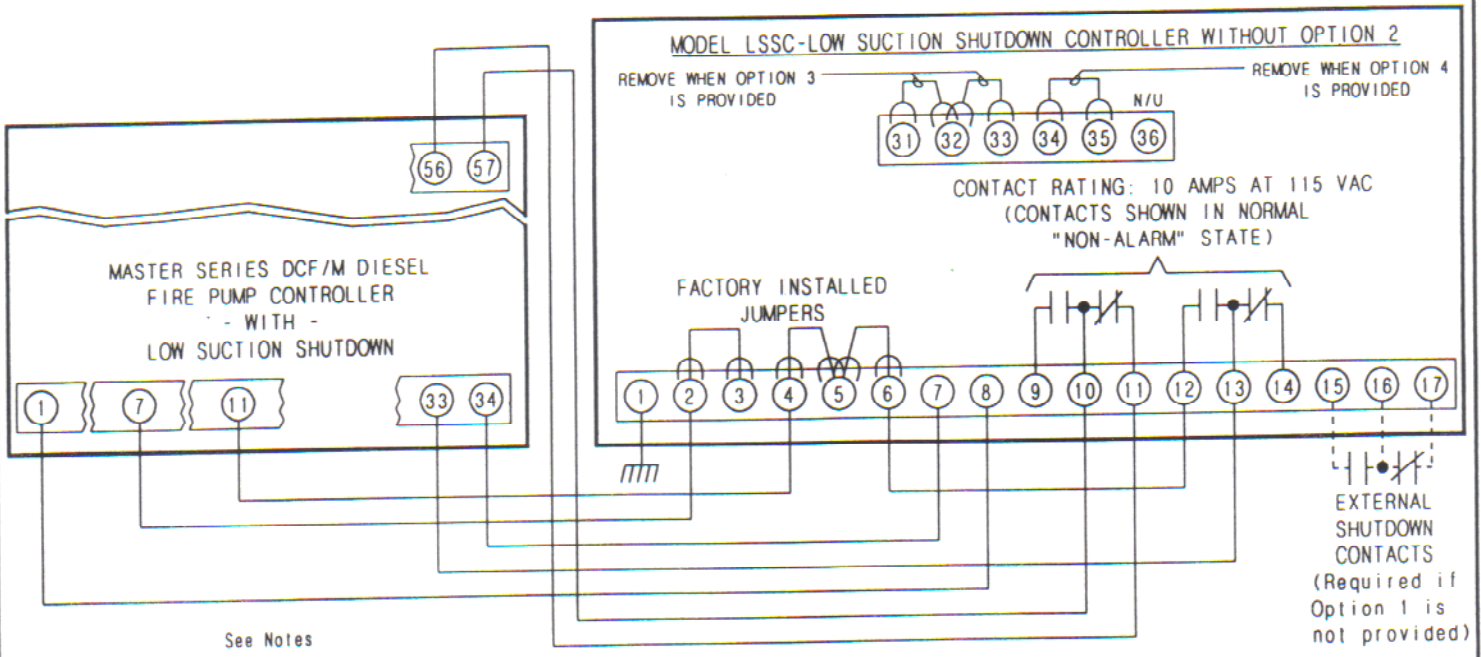 MODEL LSSC-LOW SUCTION SHUTDOWN CONTROLLER WITHOUT OPTION 2
REMOVE WHEN OPTION 3
IS PROVIDED
REMOVE WHEN OPTION 4
IS PROVIDED
N/U
31 32 33 34 35 36
56 57
CONTACT RATING: 10 AMPS AT 115 VAC
(CONTACTS SHOWN IN NORMAL
"NON-ALARM" STATE)
MASTER SERIES DCF/M DIESEL
FIRE PUMP CONTROLLER
- WITH -
LOW SUCTION SHUTDOWN
FACTORY INSTALLED
JUMPERS
1 7 11 33 34
1 2 3 4 5 6 7 8 9 10 11 12 13 14 15 16 17
EXTERNAL
SHUTDOWN
CONTACTS
(Required if
Option 1 is
not provided)
See Notes